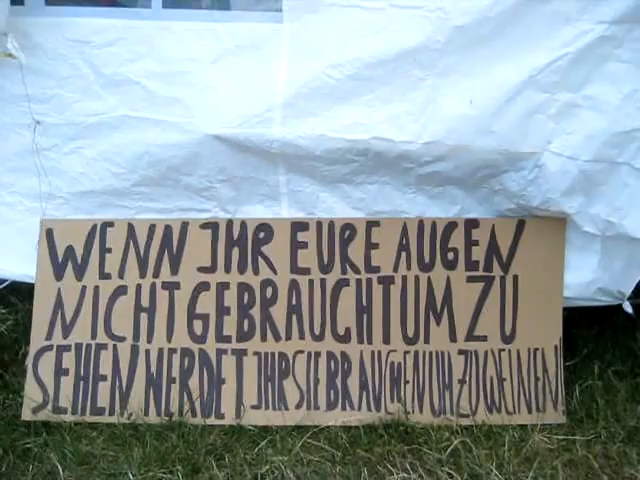 WENN IHR EURE AUGEN
NICHT GEBRAUCHT UM ZU
SEHEN WERDET IHR SIE BRAUCHEN UM ZU WEINEN!